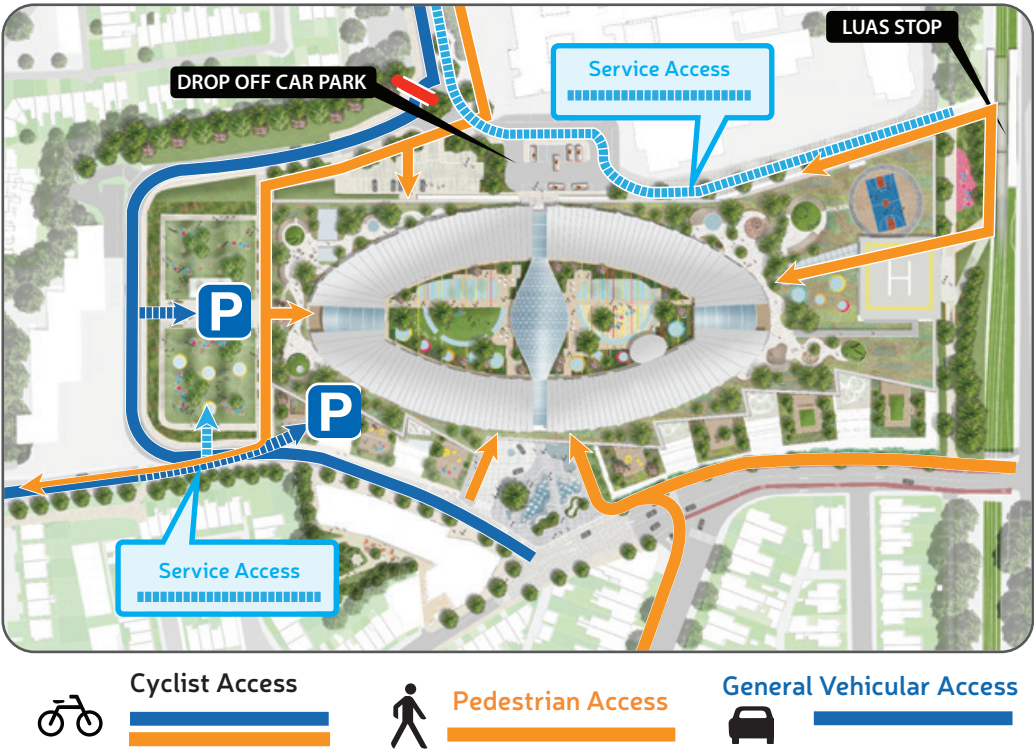 LUAS STOP
DROP OFF CAR PARK
Service Access
P
P
H
Service Access
Cyclist Access
Pedestrian Access
General Vehicular Access